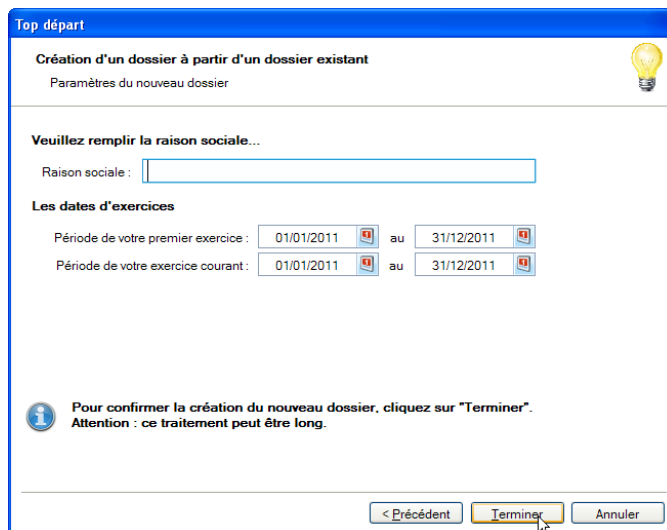 Top départ
Création d'un dossier à partir d'un dossier existant
Paramètres du nouveau dossier
Veuillez remplir la raison sociale...
Raison sociale :
Les dates d'exercices
Période de votre premier exercice : 01/01/2011 au 31/12/2011
Période de votre exercice courant : 01/01/2011 au 31/12/2011
Pour confirmer la création du nouveau dossier, cliquez sur "Terminer".
Attention : ce traitement peut être long.
< Précédent Terminer Annuler